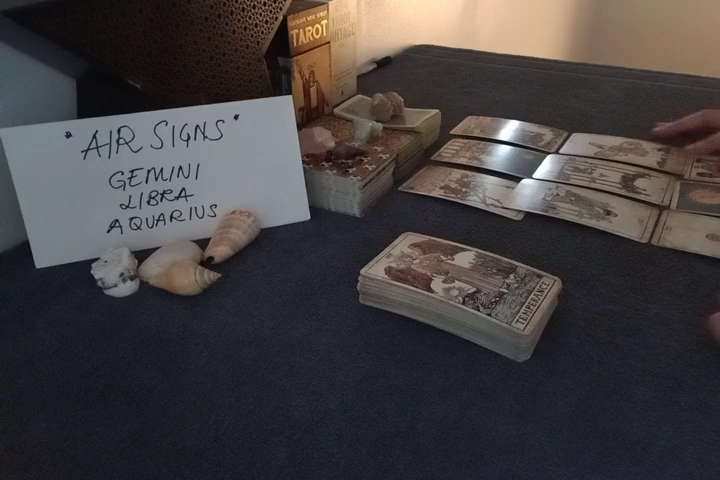 "AIR SIGNS"
GEMINI
LIBRA
AQUARIUS
TAROT
TEMPERANCE